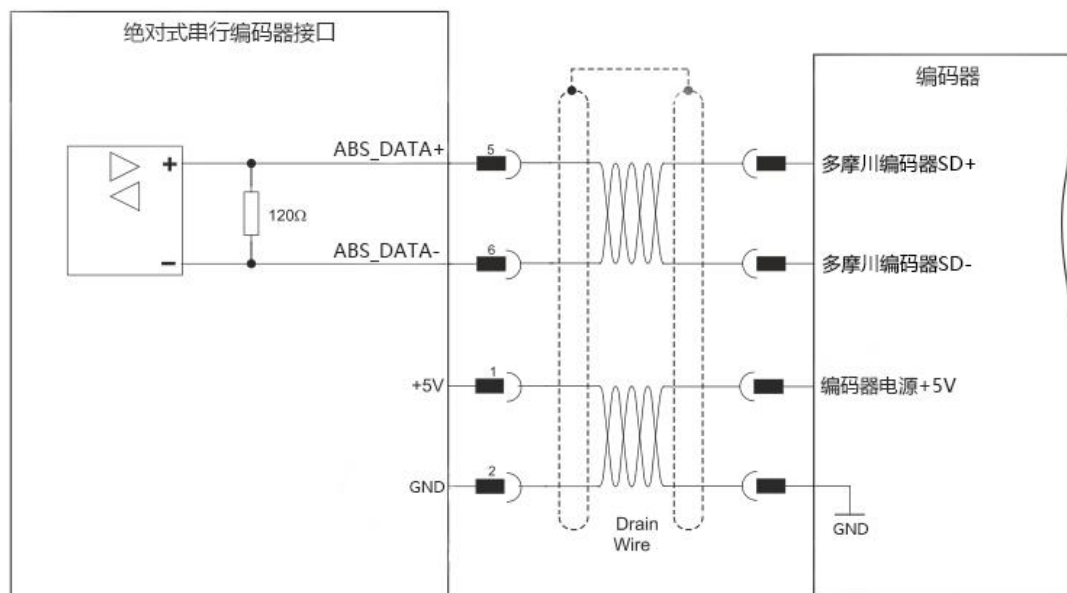 绝对式串行编码器接口
编码器
ABS_DATA+
5
多摩川编码器SD+
+
120Ω
ABS_DATA-
6
多摩川编码器SD-
-
+5V
1
编码器电源+5V
GND
2
Drain
Wire
GND